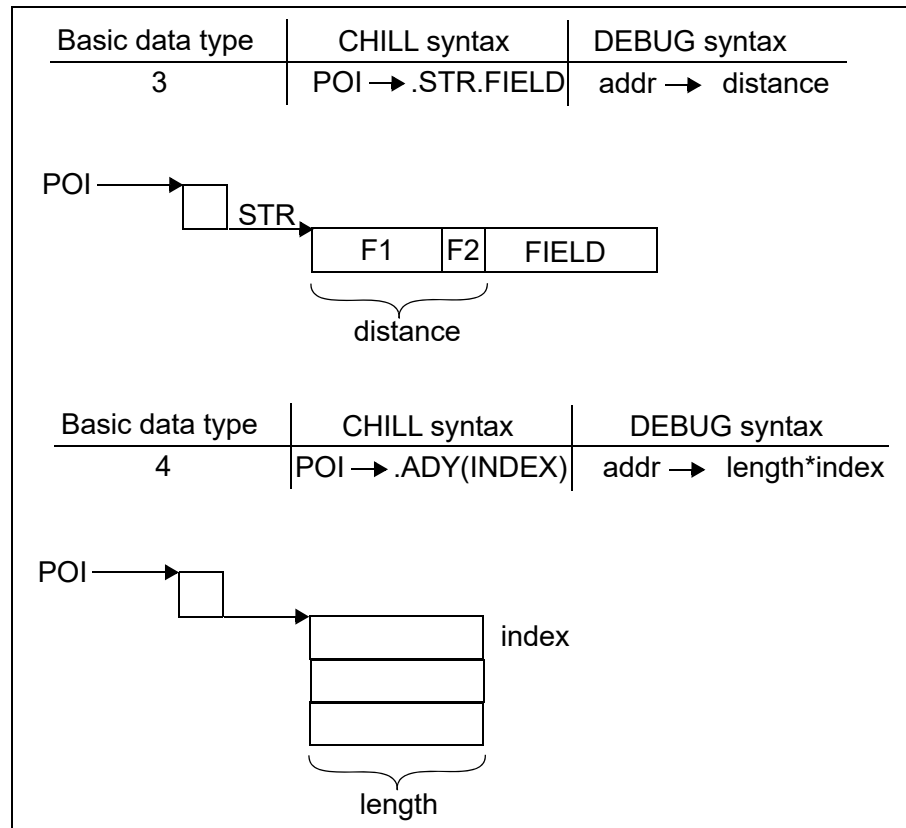 Basic data type CHILL syntax DEBUG syntax
3 POI → .STR.FIELD addr → distance
POI
STR
F1 F2 FIELD
distance
Basic data type CHILL syntax DEBUG syntax
4 POI → .ADY(INDEX) addr → length*index
POI
index
length